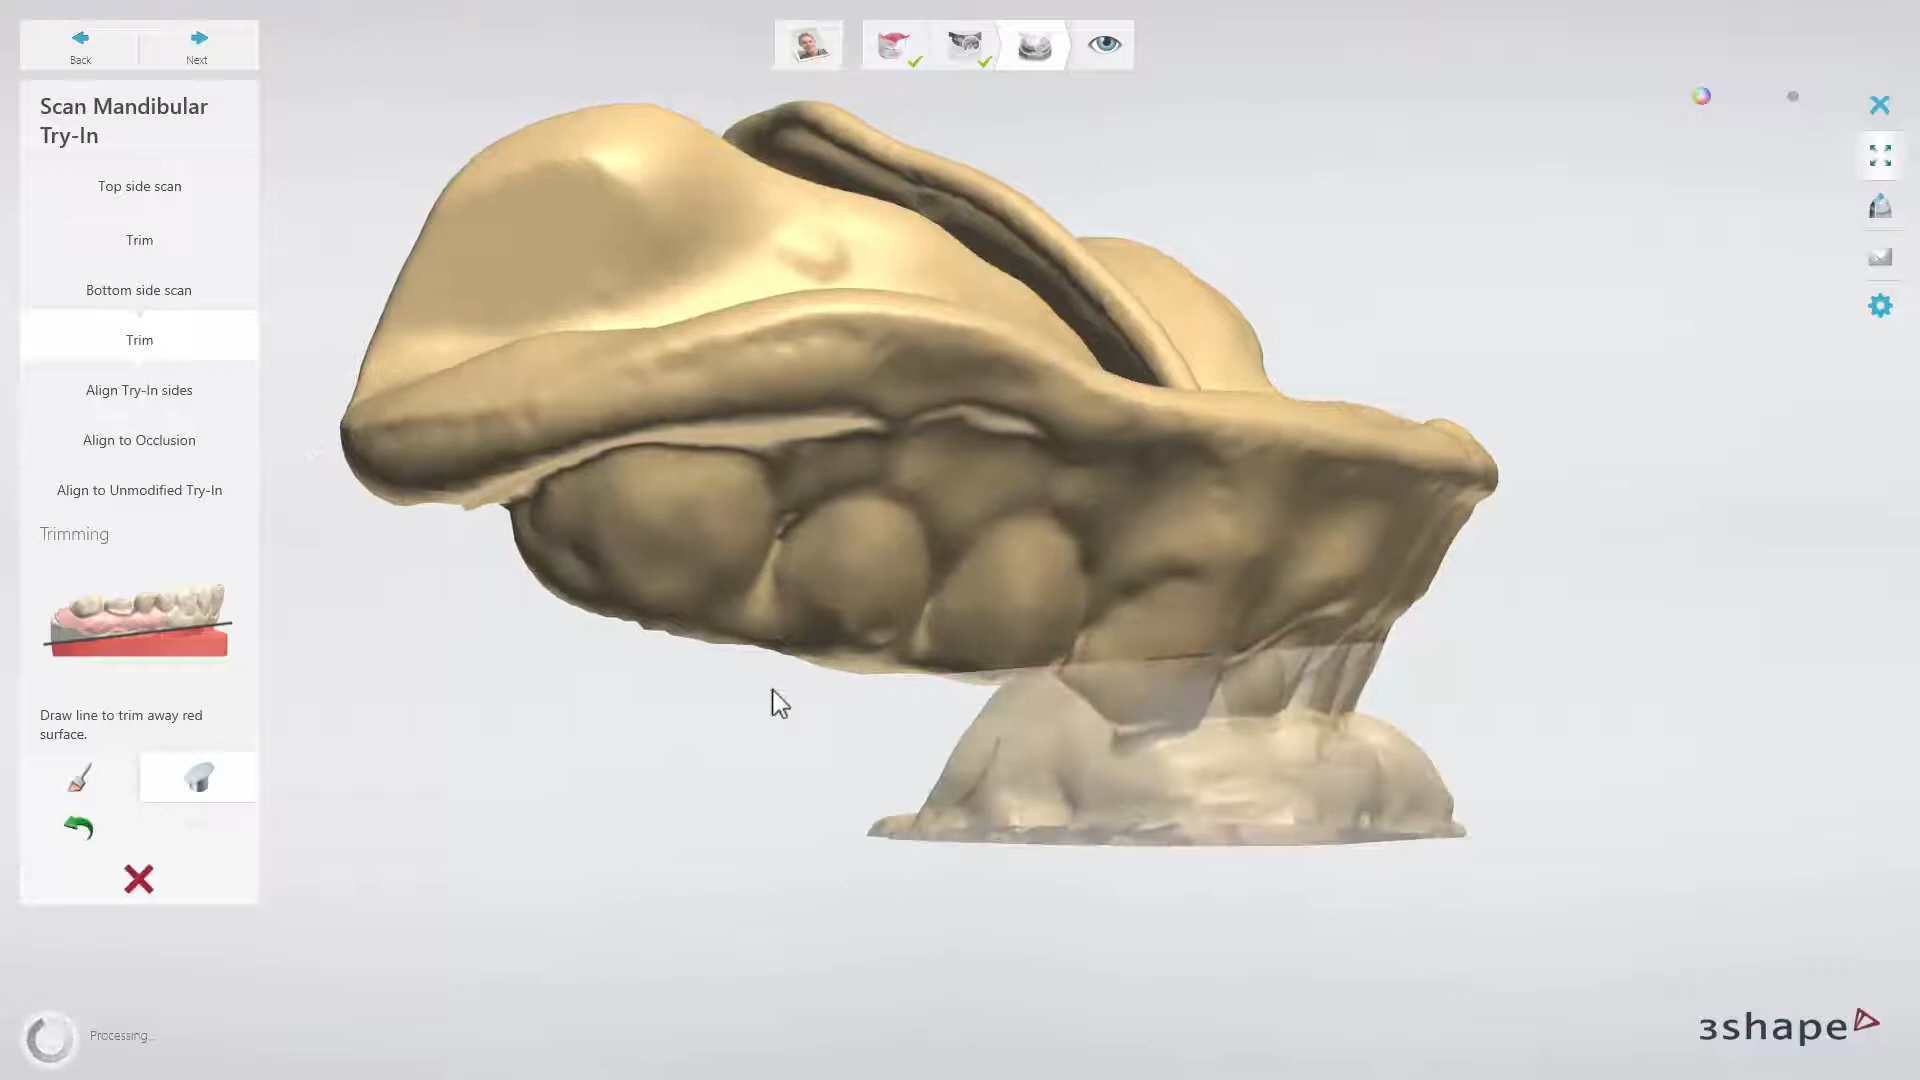 Back
Next
Scan Mandibular
Try-In
Top side scan
Trim
Bottom side scan
Trim
Align Try-In sides
Align to Occlusion
Align to Unmodified Try-In
Trimming
Draw line to trim away red
surface.
Processing...
3shape